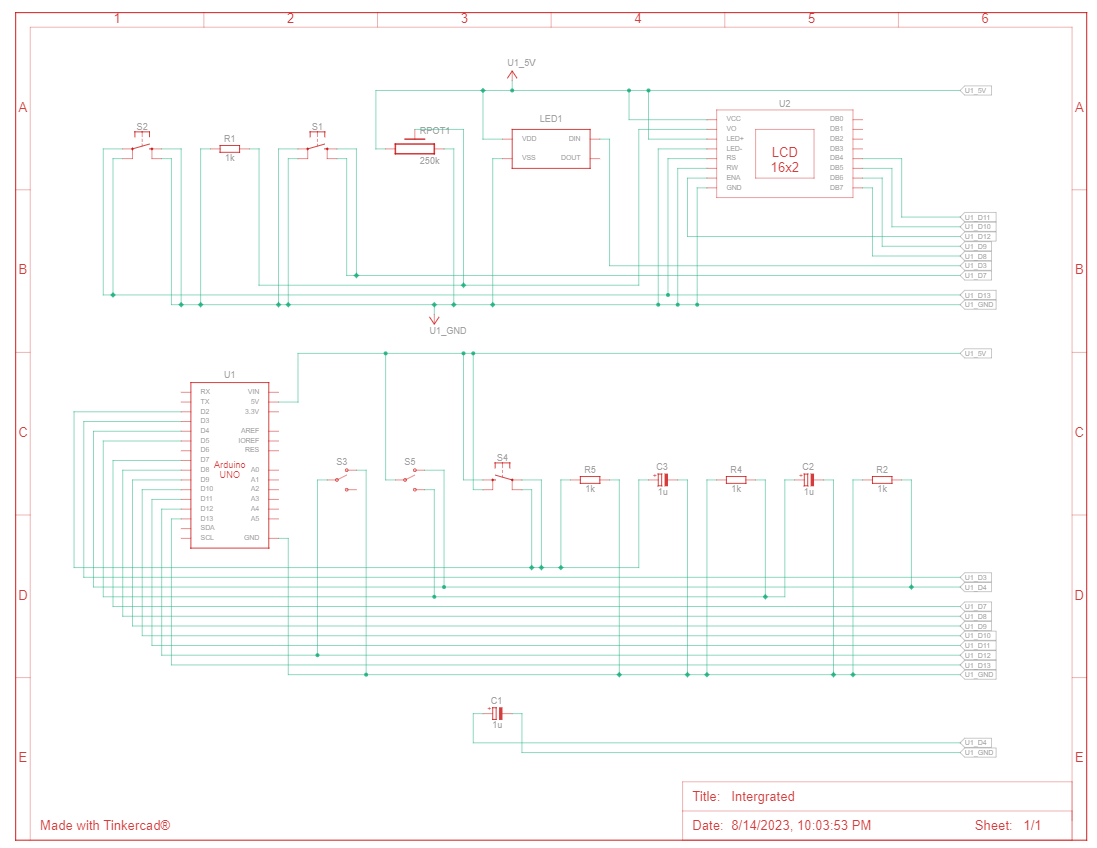 1 2 3 4 5 6
A A
B B
C C
D D
E E
U1_5V
U1_5V
S2
R1
1k
S1
RPOT1
250k
LED1
VDD DIN
VSS DOUT
U2
VCC DB0
VO DB1
LED+ DB2
LED- DB3
RS DB4
RW DB5
ENA DB6
GND DB7
LCD
16x2
U1_D11
U1_D10
U1_D12
U1_D9
U1_D8
U1_D3
U1_D7
U1_D13
U1_GND
U1_GND
U1_5V
U1
RX VIN
TX 5V
D2 3.3V
D3
D4 AREF
D5 IOREF
D6 RES
D7
D8 A0
D9 A1
D10 A2
D11 A3
D12 A4
D13 A5
SDA
SCL GND
Arduino
UNO
S3
S5
S4
R5
1k
C3
+
1u
R4
1k
C2
+
1u
R2
1k
U1_D3
U1_D4
U1_D7
U1_D8
U1_D9
U1_D10
U1_D11
U1_D12
U1_D13
U1_GND
C1
+
1u
U1_D4
U1_GND
Title: Intergrated
Date: 8/14/2023, 10:03:53 PM Sheet: 1/1
Made with Tinkercad®